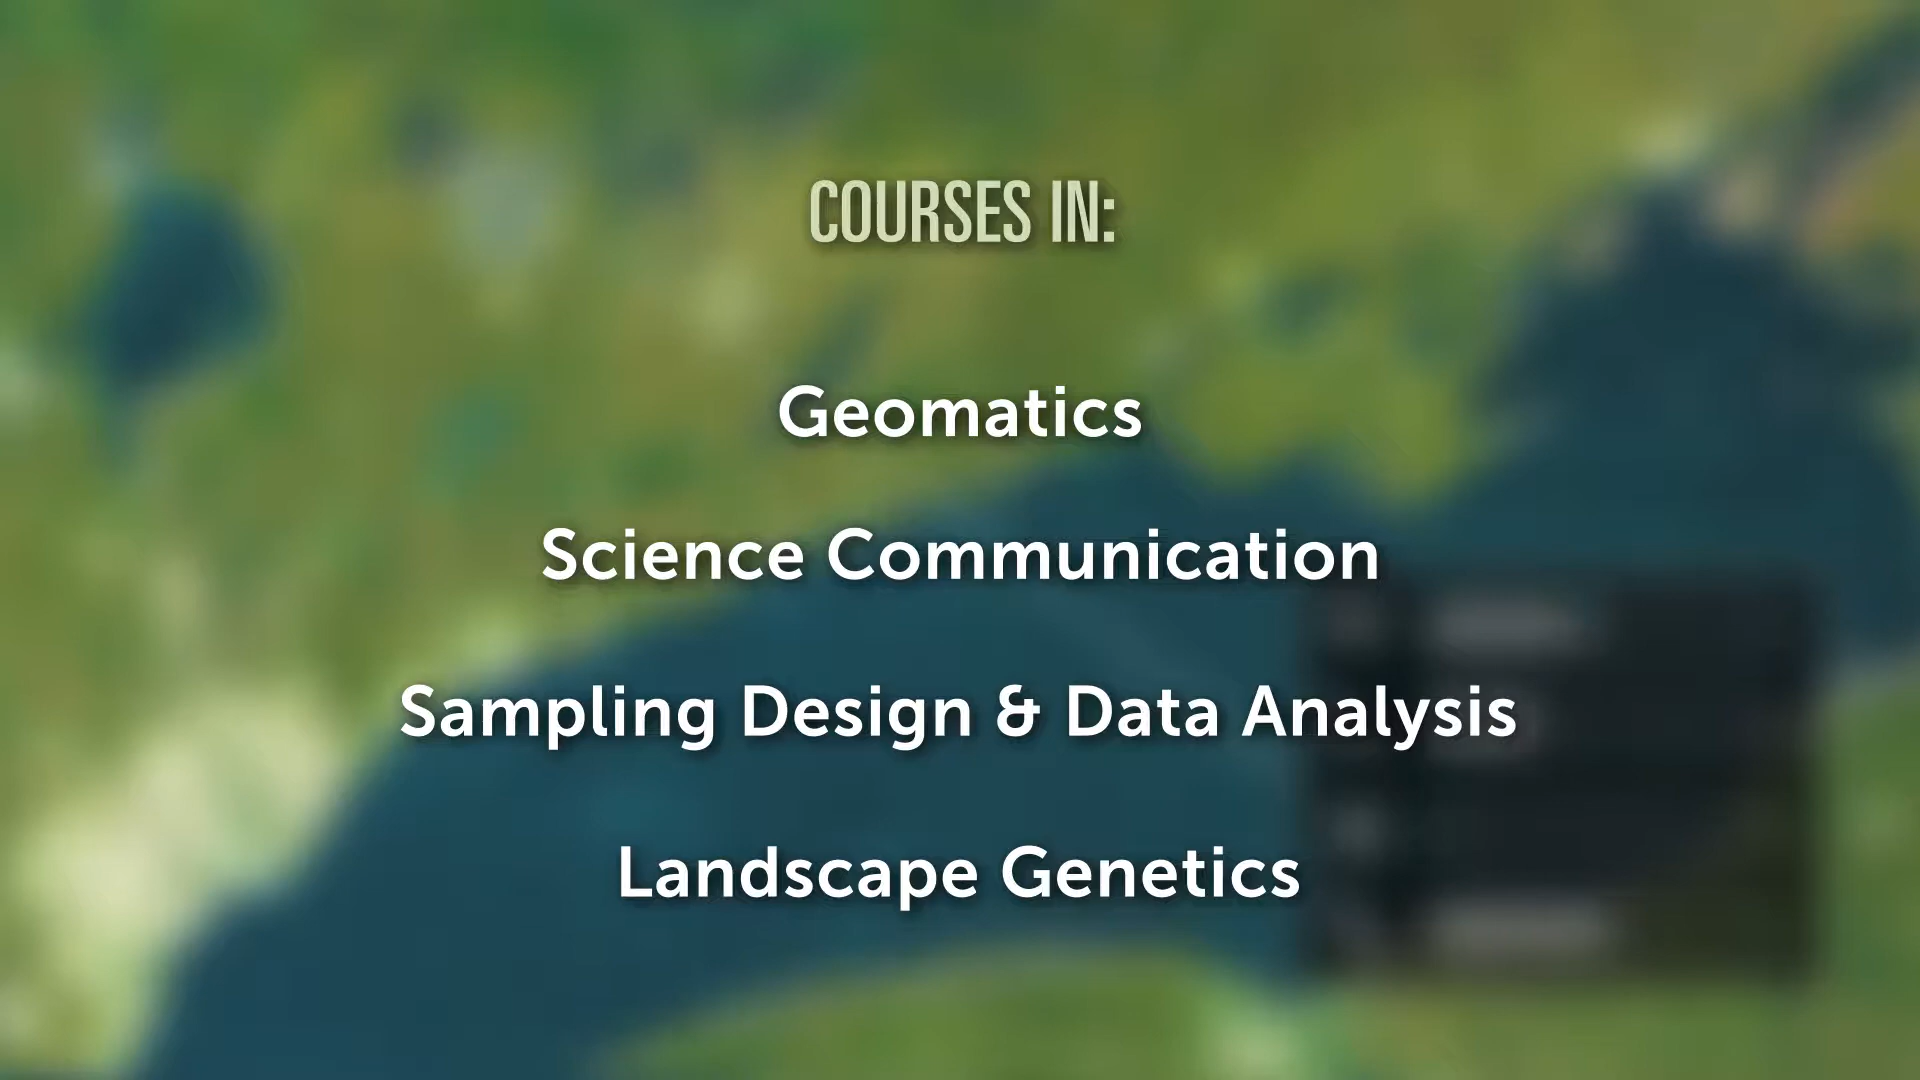 COURSES IN:
Geomatics
Science Communication
Sampling Design & Data Analysis
Landscape Genetics